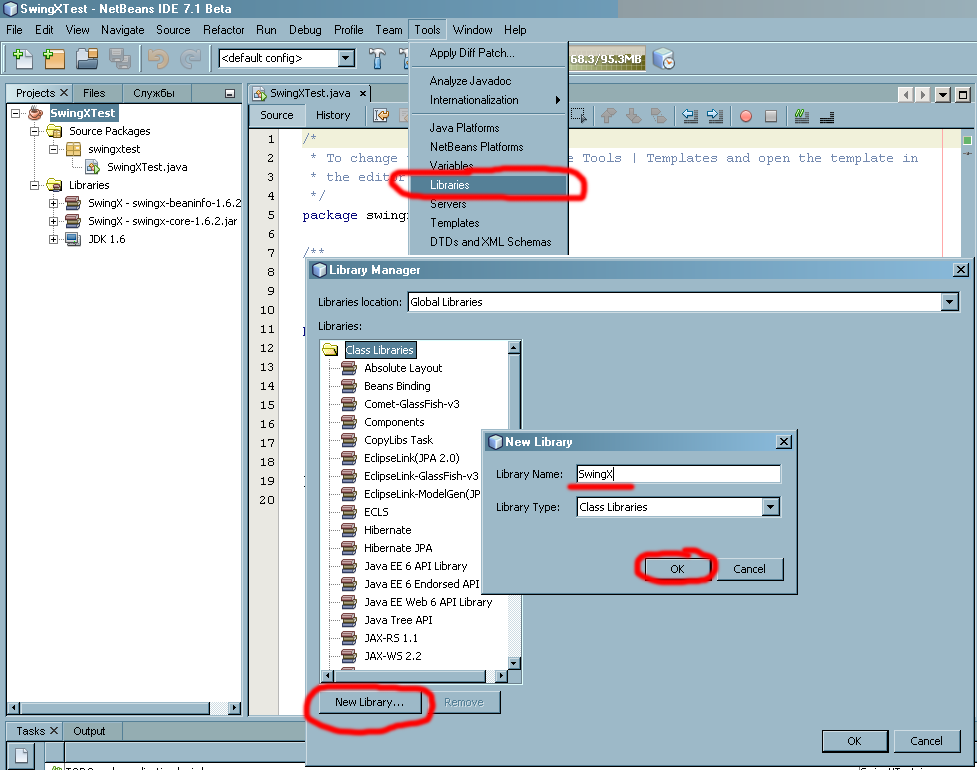 SwingXTest - NetBeans IDE 7.1 Beta
File Edit View Navigate Source Refactor Run Debug Profile Team Tools Window Help
<default config>
68.3/95.3MB
Apply Diff Patch...
Analyze Javadoc
Internationalization
Java Platforms
NetBeans Platforms
Variables
Libraries
Servers
Templates
DTDs and XML Schemas
Projects Files Службы
SwingXTest
Source Packages
swingxtest
SwingXTest.java
Libraries
SwingX - swingx-beaninfo-1.6.2
SwingX - swingx-core-1.6.2.jar
JDK 1.6
SwingXTest.java
Source History
1 /*
2 * To change e Tools | Templates and open the template in
3 * the editor
4 */
5 package swing
6
7 /**
8
9
10
11
12
13
14
15
16
17
18
19
20
Library Manager
Libraries location: Global Libraries
Libraries:
Class Libraries
Absolute Layout
Beans Binding
Comet-GlassFish-v3
Components
CopyLibs Task
EclipseLink(JPA 2.0)
EclipseLink-GlassFish-v3
EclipseLink-ModelGen(JP
ECLS
Hibernate
Hibernate JPA
Java EE 6 API Library
Java EE 6 Endorsed API
Java EE Web 6 API Library
Java Tree API
JAX-RS 1.1
JAX-WS 2.2
New Library... Remove
OK Cancel
New Library
Library Name: SwingX
Library Type: Class Libraries
OK Cancel
Tasks Output